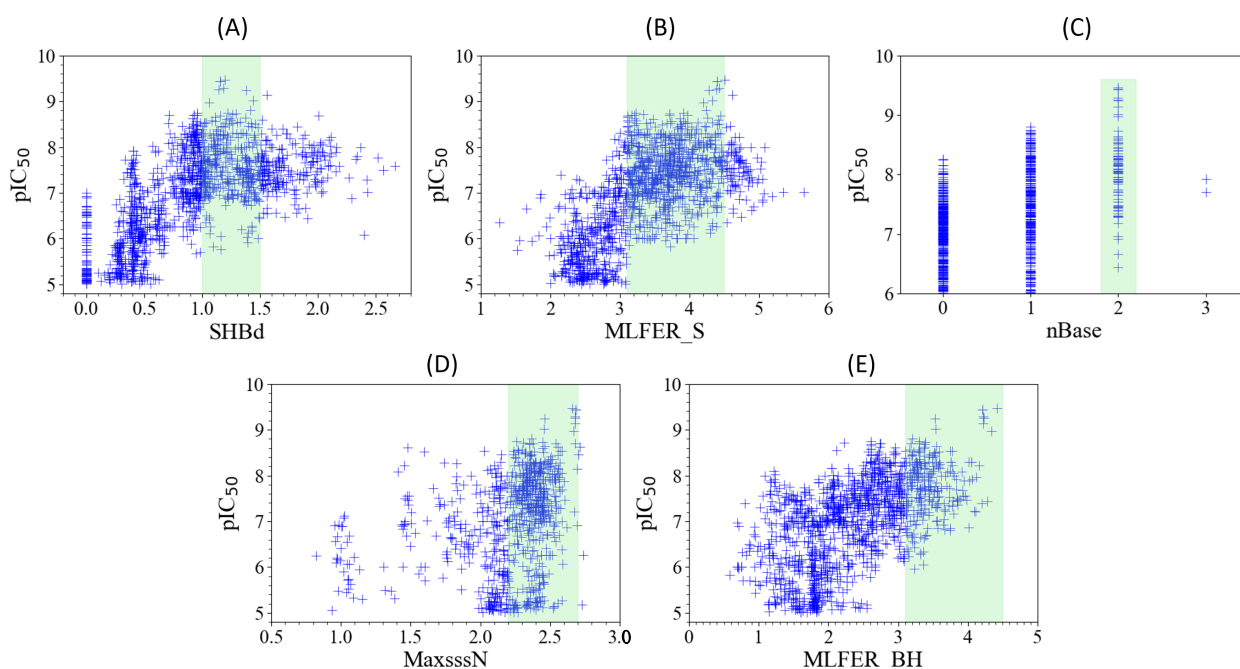 (A)
(B)
(C)
pIC50
10
9
8
7
6
5
0.0 0.5 1.0 1.5 2.0 2.5
SHBd
pIC50
10
9
8
7
6
5
1 2 3 4 5 6
MLFER_S
pIC50
10
9
8
7
6
0 1 2 3
nBase
(D)
(E)
pIC50
10
9
8
7
6
5
0.5 1.0 1.5 2.0 2.5 3.0
MaxsssN
pIC50
10
9
8
7
6
5
0 1 2 3 4 5
MLFER_BH